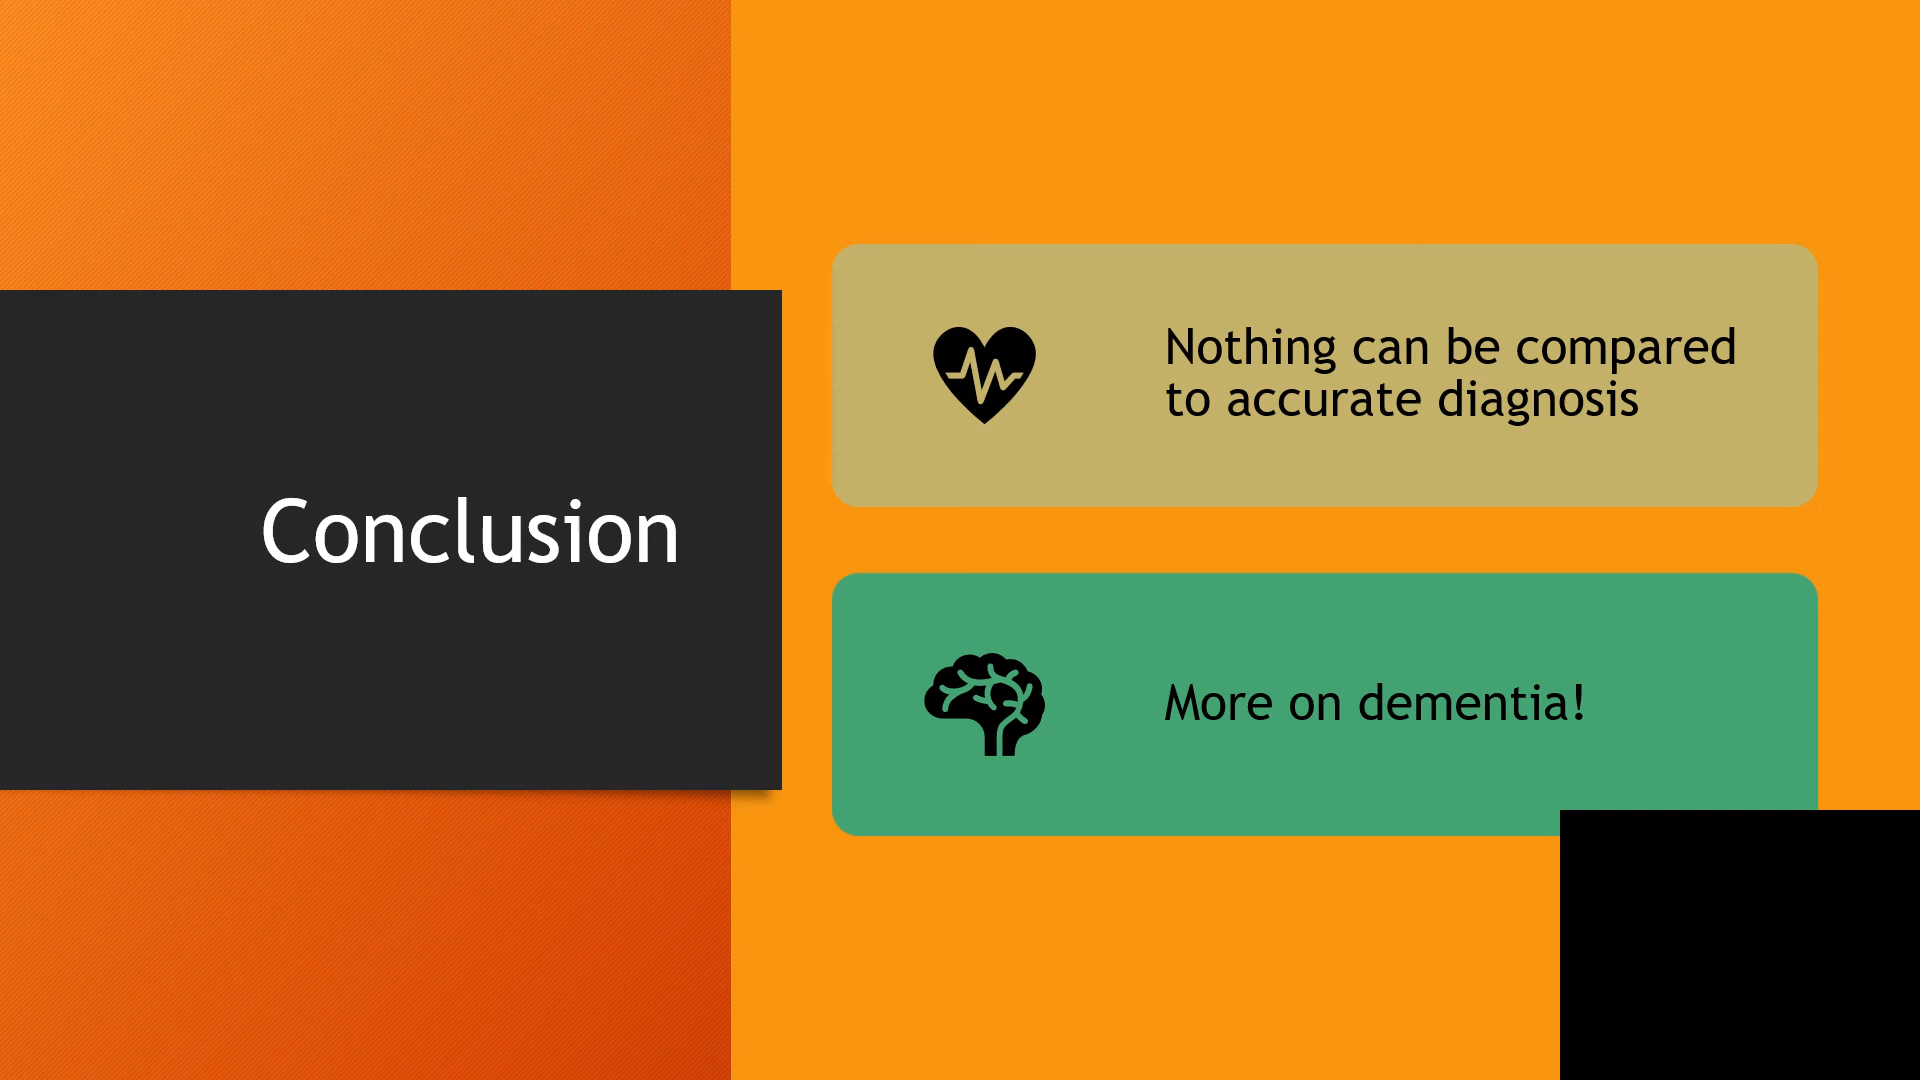 Conclusion
Nothing can be compared
to accurate diagnosis
More on dementia!